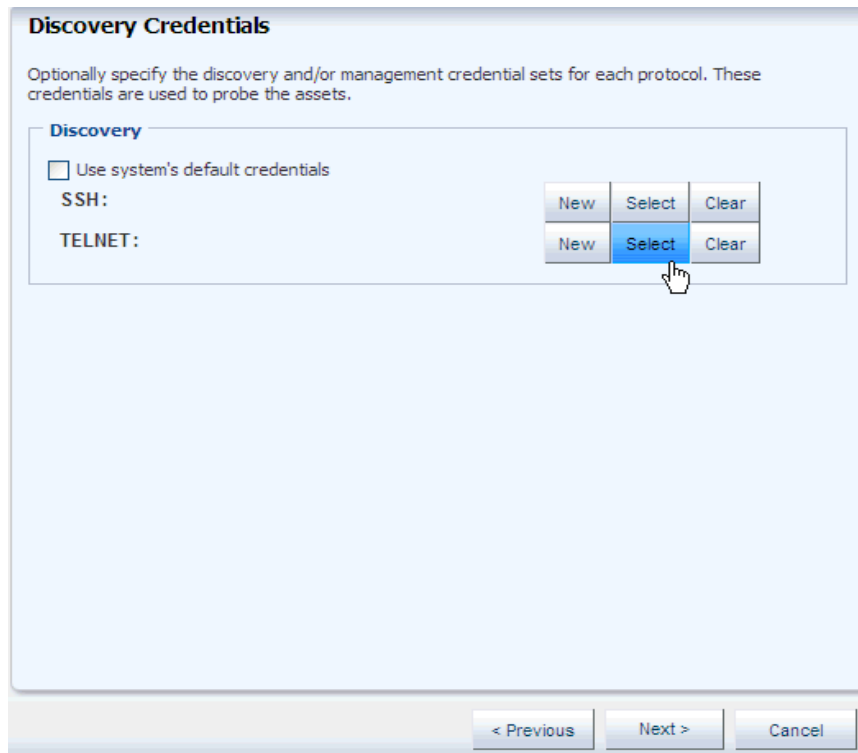 Discovery Credentials
Optionally specify the discovery and/or management credential sets for each protocol. These
credentials are used to probe the assets.
Discovery
Use system's default credentials
SSH: New Select Clear
TELNET: New Select Clear
< Previous Next > Cancel